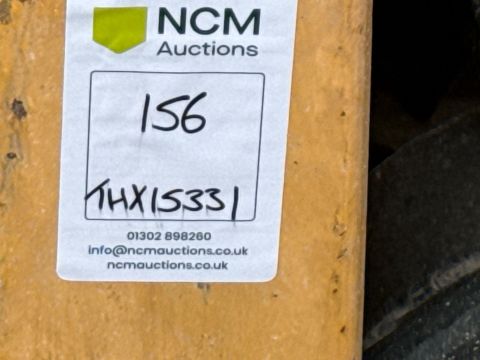 NCM
Auctions
156
THX15331
01302 898260
info@ncmauctions.co.uk
ncmauctions.co.uk